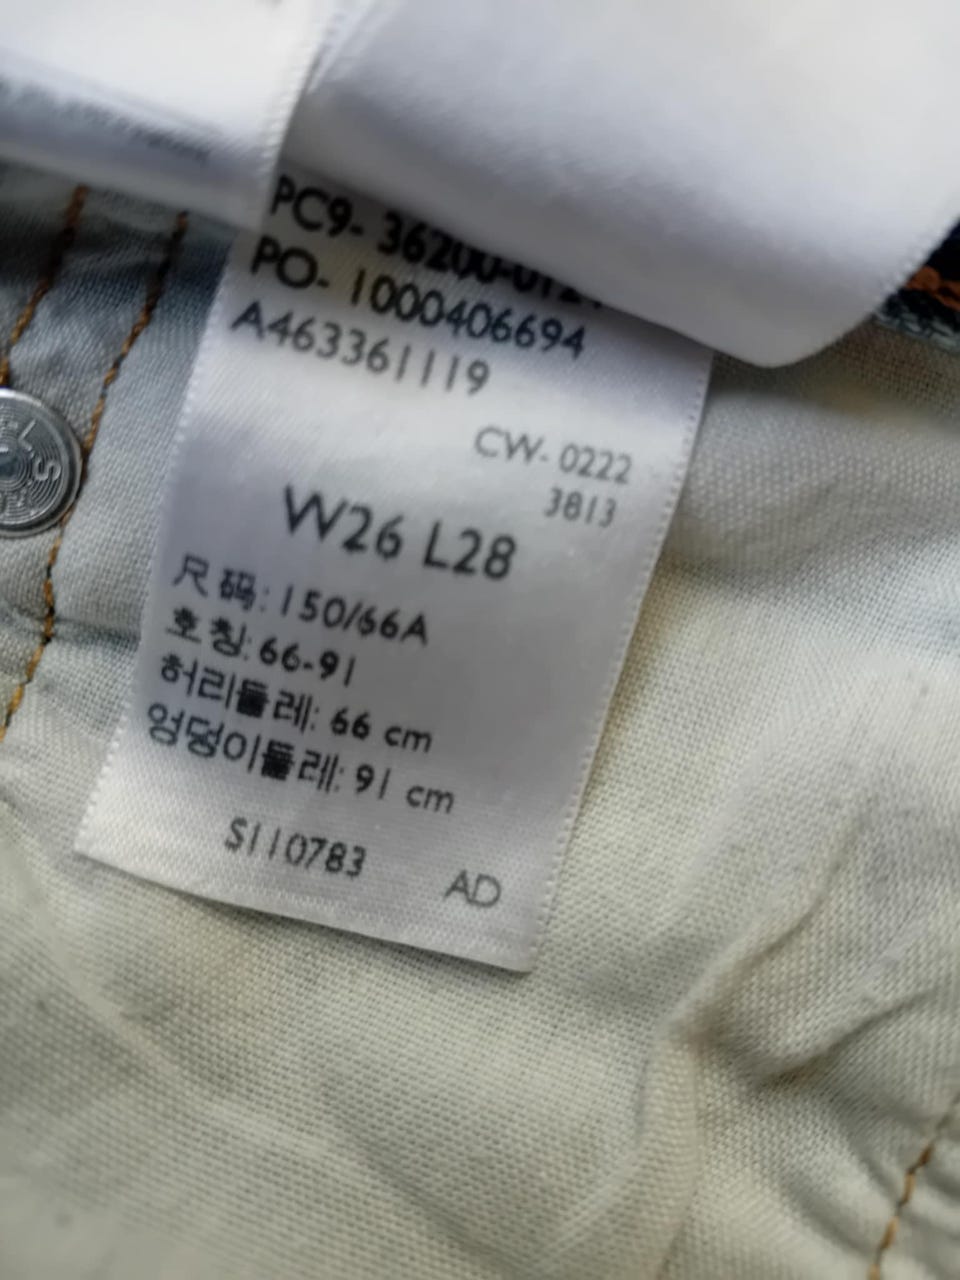 PC9- 36200-0124
PO- 1000406694
A463361119
CW- 0222
3813
W26 L28
尺码: 150/66A
호칭: 66-91
허리둘레: 66 cm
엉덩이둘레: 91 cm
S110783
AD